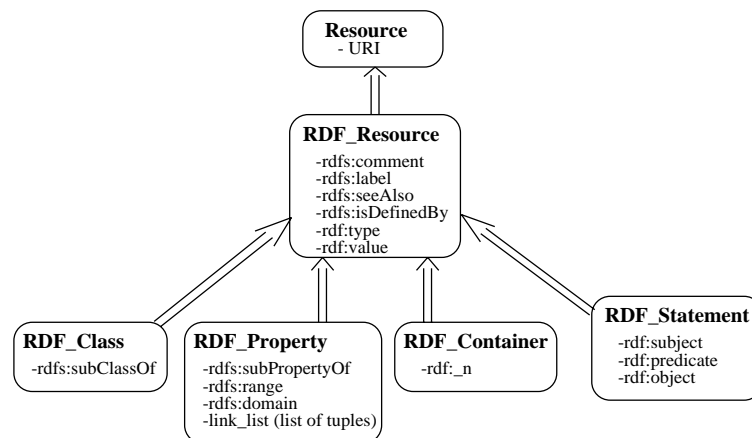 Resource
- URI
RDF_Resource
-rdfs:comment
-rdfs:label
-rdfs:seeAlso
-rdfs:isDefinedBy
-rdf:type
-rdf:value
RDF_Class
-rdfs:subClassOf
RDF_Property
-rdfs:subPropertyOf
-rdfs:range
-rdfs:domain
-link_list (list of tuples)
RDF_Container
-rdf:_n
RDF_Statement
-rdf:subject
-rdf:predicate
-rdf:object